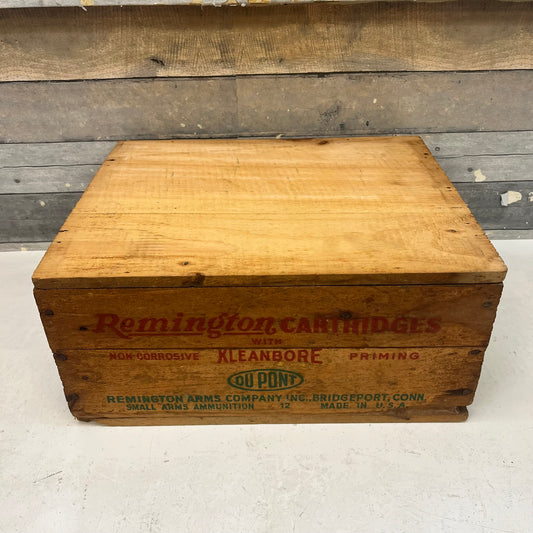 Remington CARTRIDGES
WITH
NON-CORROSIVE KLEANBORE PRIMING
DU PONT
REMINGTON ARMS COMPANY INC., BRIDGEPORT, CONN.
SMALL ARMS AMMUNITION 12 MADE IN U.S.A.